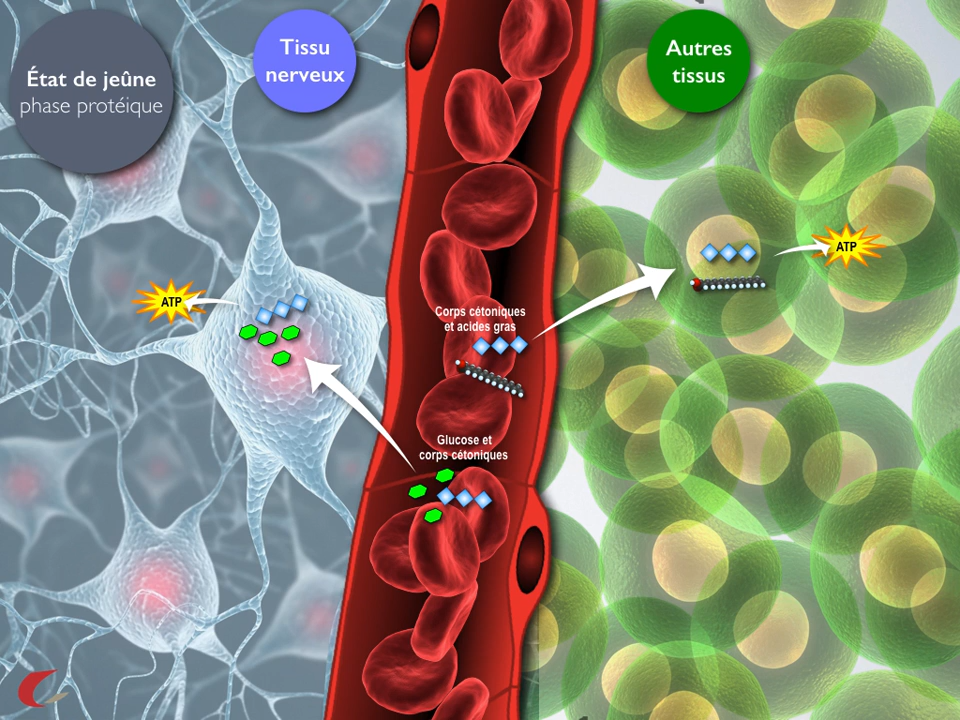 État de jeûne
phase protéique
Tissu
nerveux
Autres
tissus
ATP
ATP
Corps cétoniques
et acides gras
Glucose et
corps cétoniques